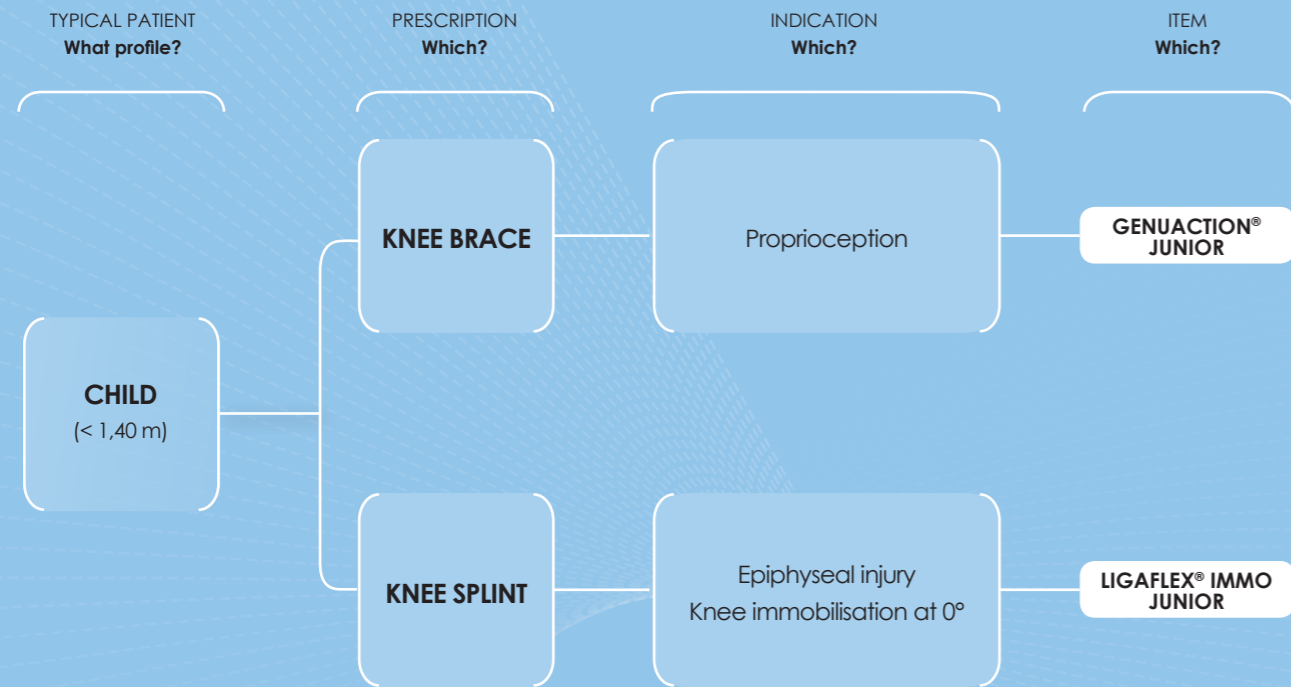 TYPICAL PATIENT
What profile?
PRESCRIPTION
Which?
INDICATION
Which?
ITEM
Which?
KNEE BRACE
Proprioception
GENUACTION®
JUNIOR
CHILD
(< 1,40 m)
KNEE SPLINT
Epiphyseal injury
Knee immobilisation at 0°
LIGAFLEX® IMMO
JUNIOR